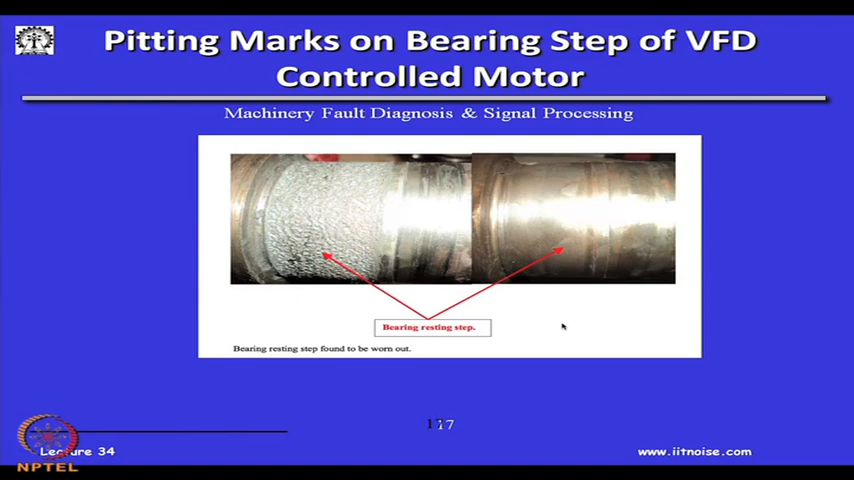 Pitting Marks on Bearing Step of VFD
Controlled Motor
Machinery Fault Diagnosis & Signal Processing
Bearing resting step.
Bearing resting step found to be worn out.
17
Lecture 34
www.iitnoise.com
NPTEL